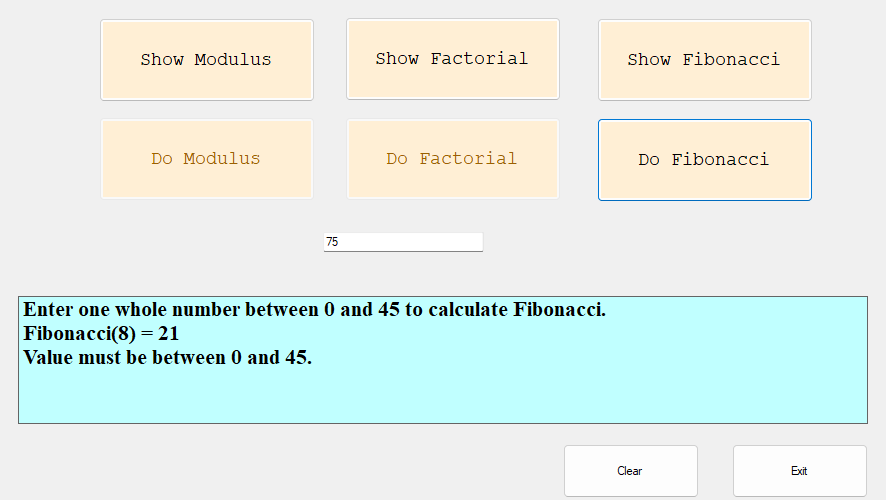 Show Modulus
Show Factorial
Show Fibonacci
Do Modulus
Do Factorial
Do Fibonacci
75
Enter one whole number between 0 and 45 to calculate Fibonacci.
Fibonacci(8) = 21
Value must be between 0 and 45.
Clear
Exit